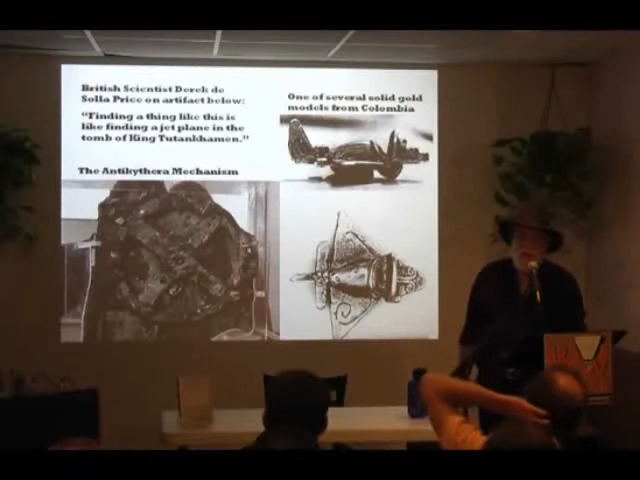 British Scientist Derek de
Solla Price on artifact below:
"Finding a thing like this is
like finding a jet plane in the
tomb of King Tutankhamen."
The Antikythera Mechanism
One of several solid gold
models from Colombia